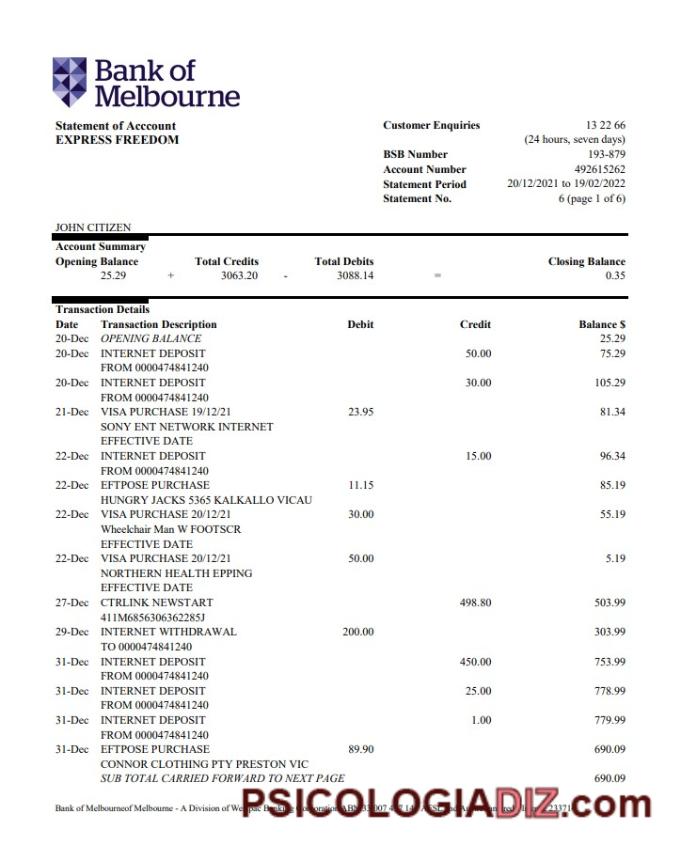 Bank of
Melbourne
Statement of Acccount
EXPRESS FREEDOM
Customer Enquiries 13 22 66
(24 hours, seven days)
BSB Number 193-879
Account Number 492615262
Statement Period 20/12/2021 to 19/02/2022
Statement No. 6 (page 1 of 6)
JOHN CITIZEN
Account Summary
Opening Balance Total Credits Total Debits Closing Balance
25.29 + 3063.20 - 3088.14 = 0.35
Transaction Details
Date Transaction Description Debit Credit Balance $
20-Dec OPENING BALANCE 25.29
20-Dec INTERNET DEPOSIT 50.00 75.29
FROM 0000474841240
20-Dec INTERNET DEPOSIT 30.00 105.29
FROM 0000474841240
21-Dec VISA PURCHASE 19/12/21 23.95 81.34
SONY ENT NETWORK INTERNET
EFFECTIVE DATE
22-Dec INTERNET DEPOSIT 15.00 96.34
FROM 0000474841240
22-Dec EFTPOSE PURCHASE 11.15 85.19
HUNGRY JACKS 5365 KALKALLO VICAU
22-Dec VISA PURCHASE 20/12/21 30.00 55.19
Wheelchair Man W FOOTSCR
EFFECTIVE DATE
22-Dec VISA PURCHASE 20/12/21 50.00 5.19
NORTHERN HEALTH EPPING
EFFECTIVE DATE
27-Dec CTRLINK NEWSTART 498.80 503.99
411M6856306362285J
29-Dec INTERNET WITHDRAWAL 200.00 303.99
TO 0000474841240
31-Dec INTERNET DEPOSIT 450.00 753.99
FROM 0000474841240
31-Dec INTERNET DEPOSIT 25.00 778.99
FROM 0000474841240
31-Dec INTERNET DEPOSIT 1.00 779.99
FROM 0000474841240
31-Dec EFTPOSE PURCHASE 89.90 690.09
CONNOR CLOTHING PTY PRESTON VIC
SUB TOTAL CARRIED FORWARD TO NEXT PAGE 690.09
Bank of Melbourneof Melbourne - A Division of
PSICOLOGIADIZ.com